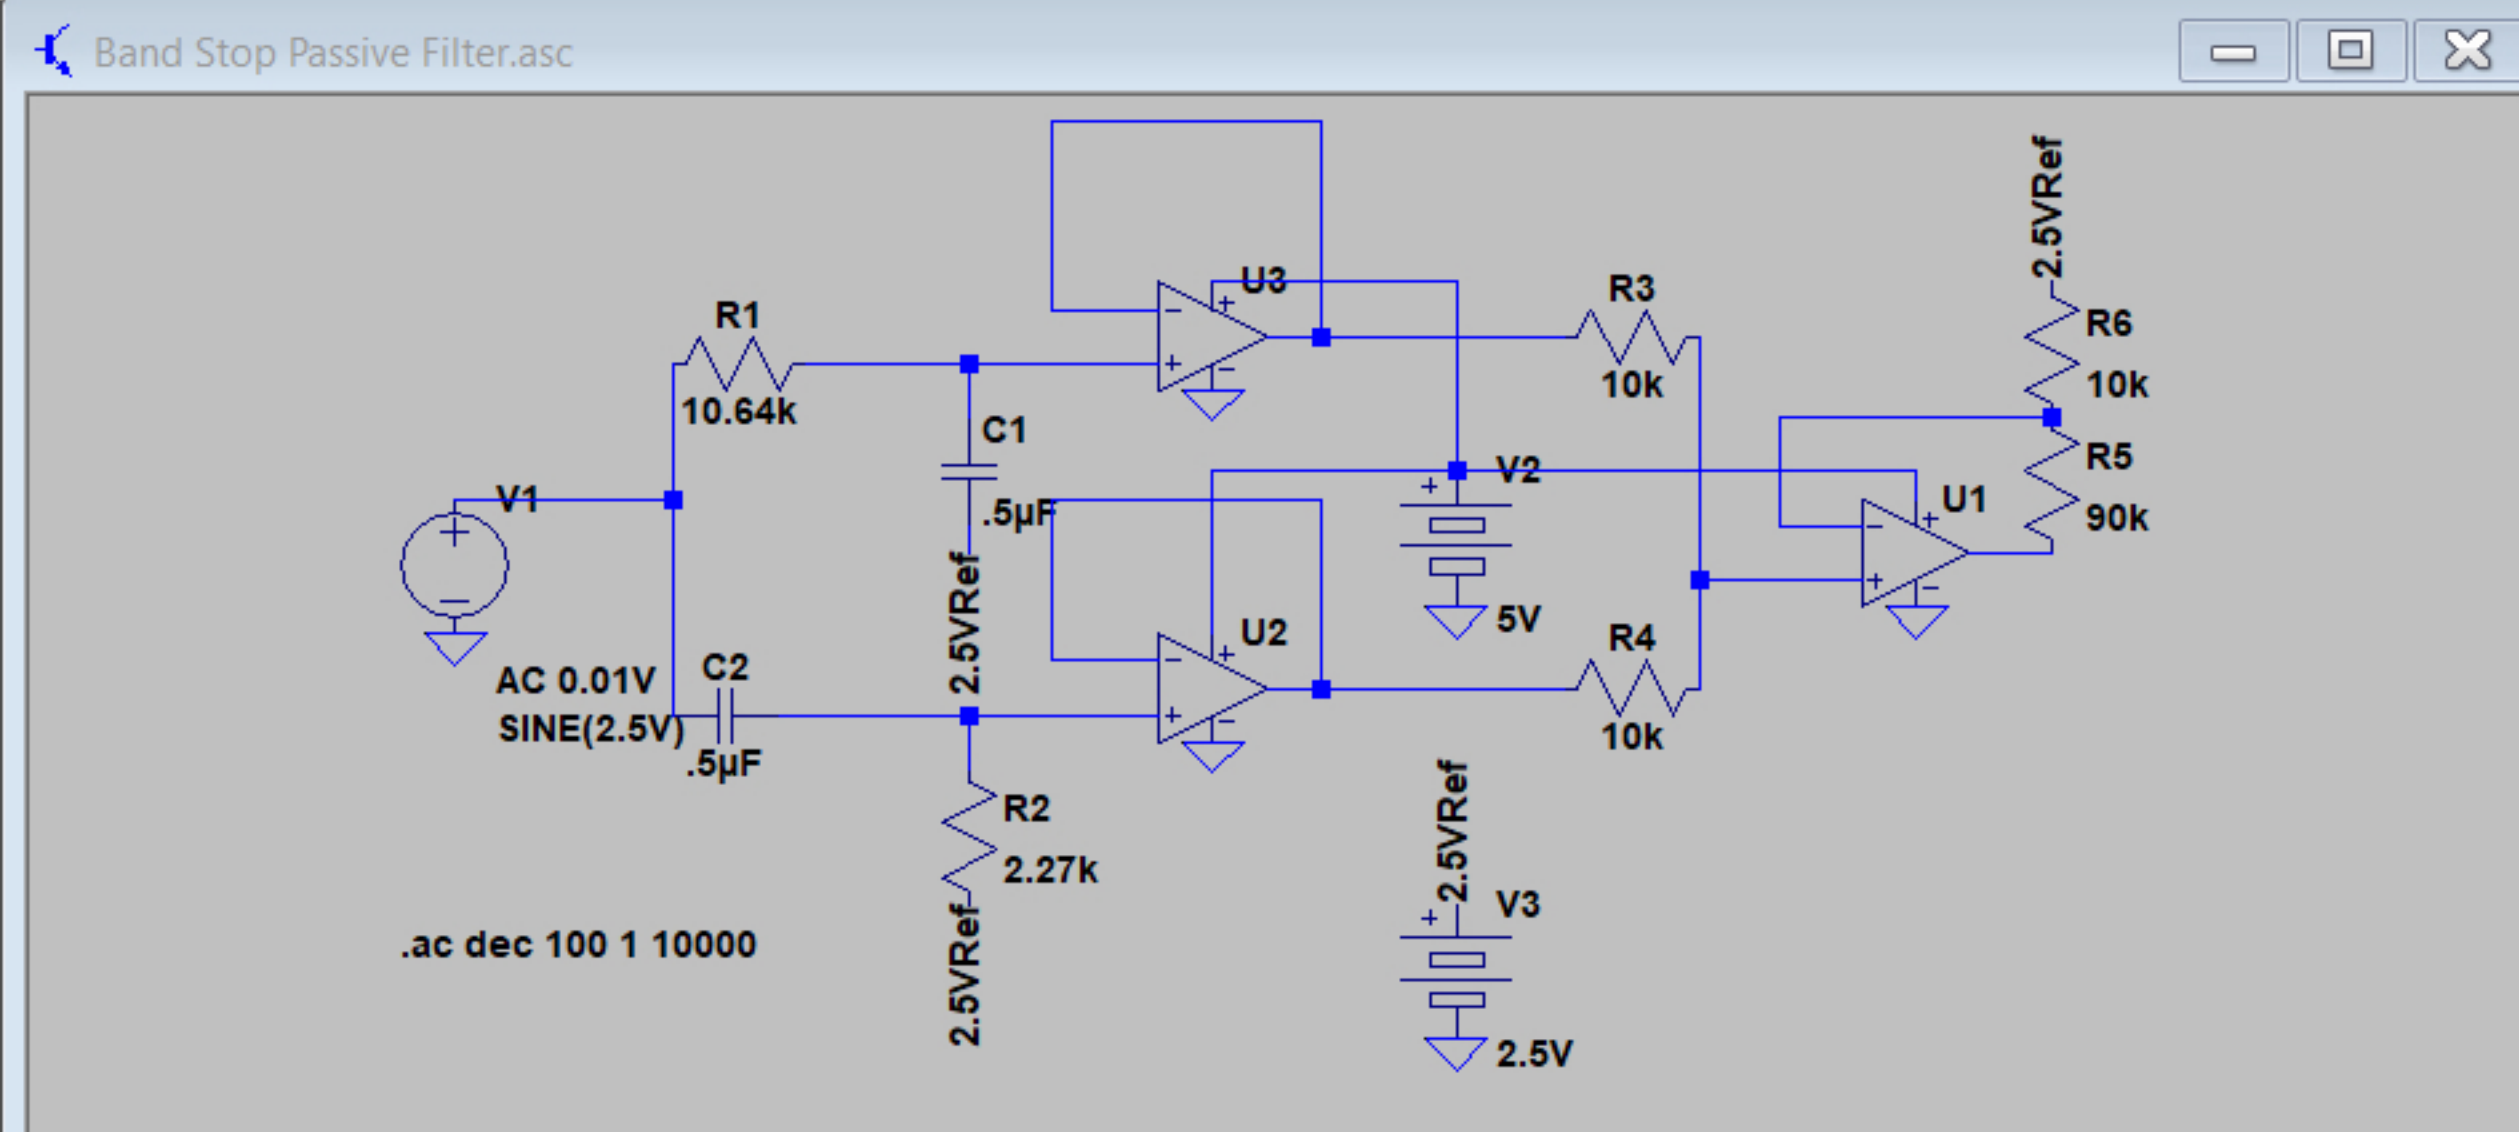 Band Stop Passive Filter.asc
2.5VRef
U3
R3
R1
R6
10k
10k
10.64k
C1
R5
V2
V1
U1
.5µF
90k
2.5VRef
5V
U2
R4
C2
AC 0.01V
SINE(2.5V)
10k
.5µF
2.5VRef
R2
2.27k
V3
.ac dec 100 1 10000
2.5VRef
2.5V